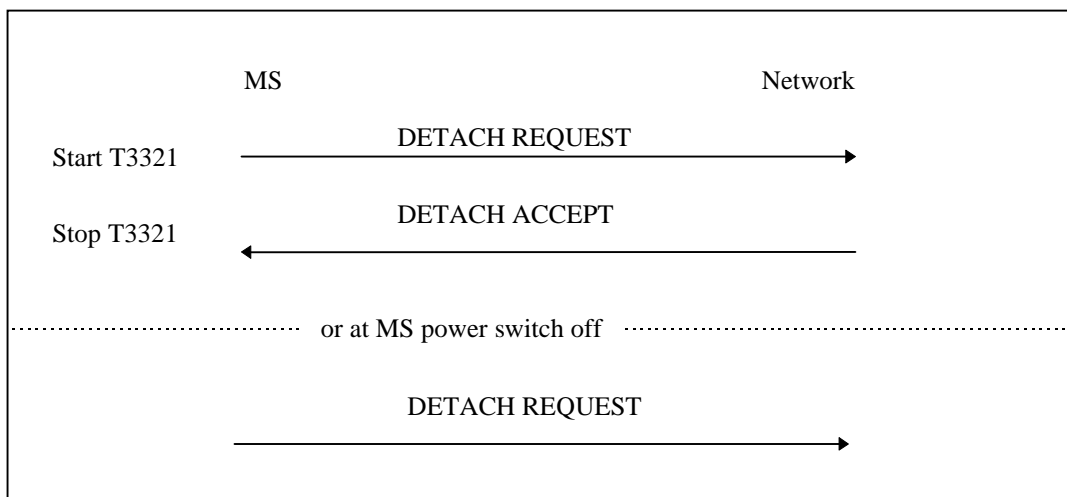 MS Network
DETACH REQUEST
Start T3321
DETACH ACCEPT
Stop T3321
or at MS power switch off
DETACH REQUEST